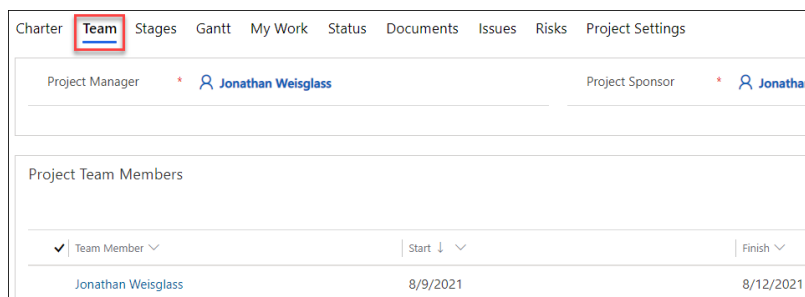 Charter Team Stages Gantt My Work Status Documents Issues Risks Project Settings
Project Manager * Jonathan Weisglass Project Sponsor * Jonatha
Project Team Members
Team Member Start Finish
Jonathan Weisglass 8/9/2021 8/12/2021